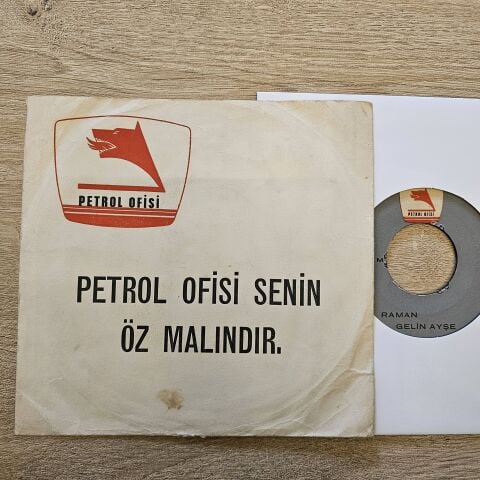 PETROL OFİSİ
PETROL OFİSİ SENİN
ÖZ MALINDIR.
PETROL OFİSİ
RAMAN
GELİN AYŞE